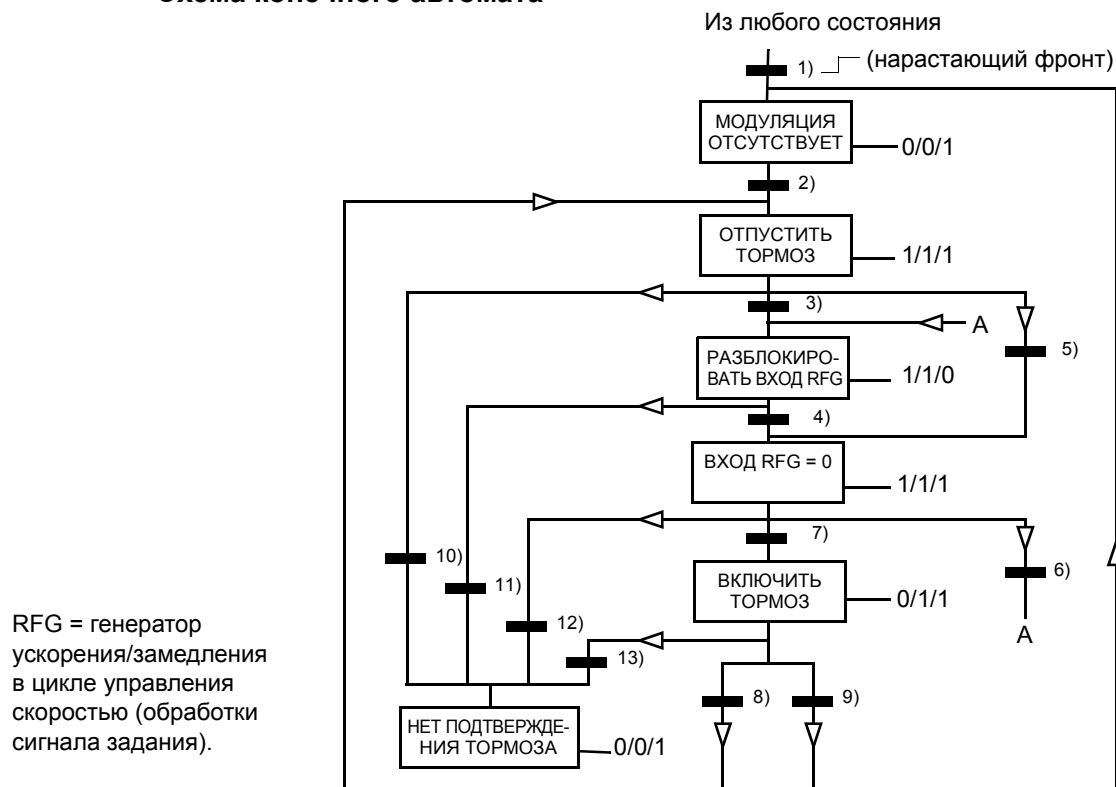 Схема конечного автомата
Из любого состояния
1) (нарастающий фронт)
МОДУЛЯЦИЯ
ОТСУТСТВУЕТ
0/0/1
2)
ОТПУСТИТЬ
ТОРМОЗ
1/1/1
3)
A
5)
РАЗБЛОКИРО-
ВАТЬ ВХОД RFG
1/1/0
4)
ВХОД RFG = 0
1/1/1
7)
10)
11)
6)
ВКЛЮЧИТЬ
ТОРМОЗ
0/1/1
12)
A
13)
RFG = генератор
ускорения/замедления
в цикле управления
скоростью (обработки
сигнала задания).
8)
9)
НЕТ ПОДТВЕРЖДЕ-
НИЯ ТОРМОЗА
0/0/1